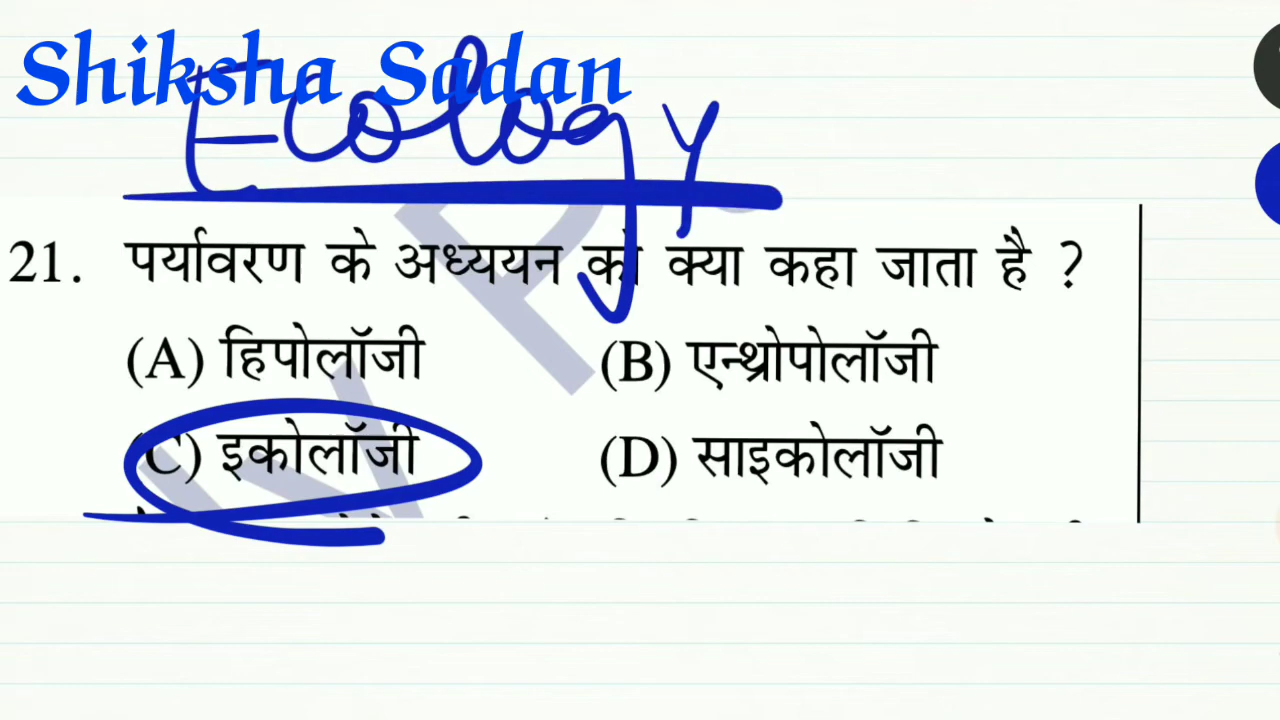 Shiksha Sadan
Ecology
21. पर्यावरण के अध्ययन को क्या कहा जाता है ?
(A) हिपोलॉजी (B) एन्थ्रोपोलॉजी
(C) इकोलॉजी (D) साइकोलॉजी